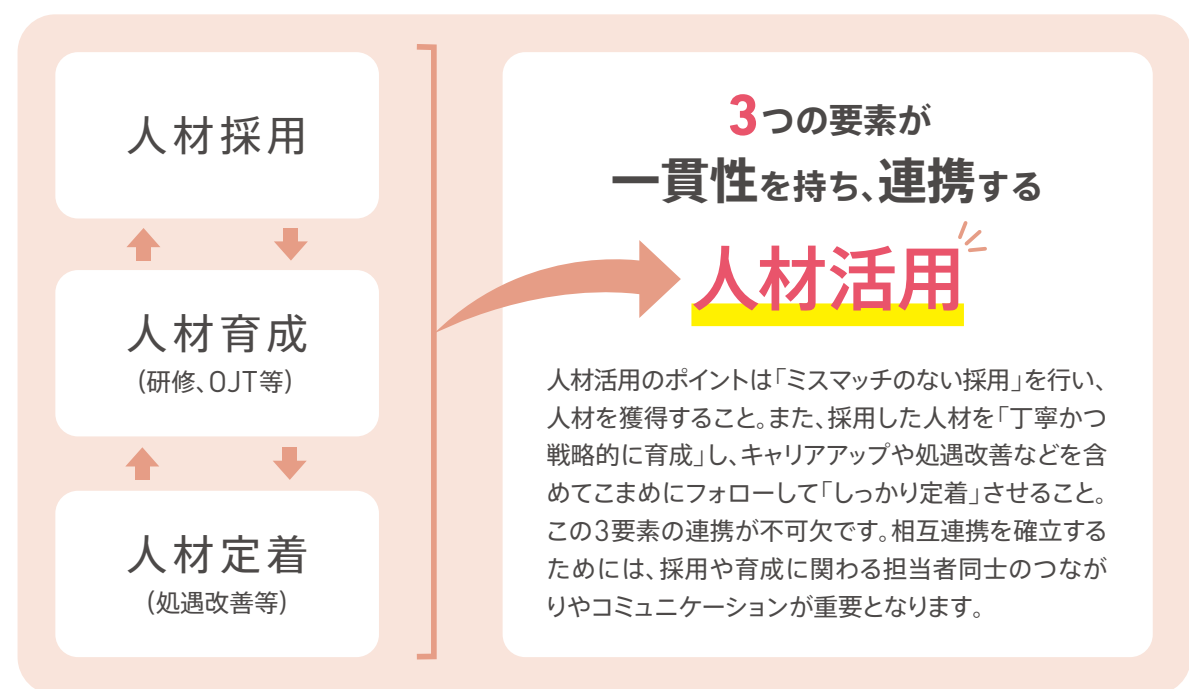 人材採用
人材育成
(研修、OJT等)
人材定着
(処遇改善等)
3つの要素が
一貫性を持ち、連携する
人材活用
人材活用のポイントは「ミスマッチのない採用」を行い、
人材を獲得すること。また、採用した人材を「丁寧かつ
戦略的に育成」し、キャリアアップや処遇改善などを含
めてこまめにフォローして「しっかり定着」させること。
この3要素の連携が不可欠です。相互連携を確立する
ためには、採用や育成に関わる担当者同士のつなが
りやコミュニケーションが重要となります。